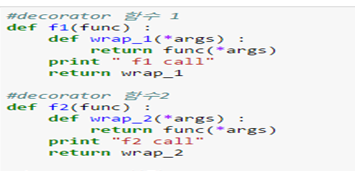 #decorator 함수 1
def f1(func) :
    def wrap_1(*args) :
        return func(*args)
    print " f1 call"
    return wrap_1

#decorator 함수2
def f2(func) :
    def wrap_2(*args) :
        return func(*args)
    print "f2 call"
    return wrap_2